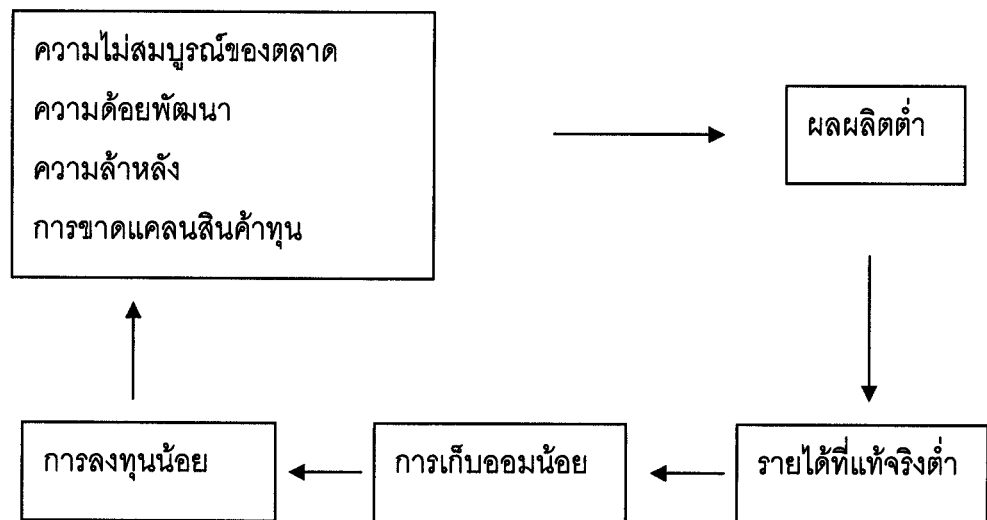 ความไม่สมบูรณ์ของตลาด
ความด้อยพัฒนา
ความล้าหลัง
การขาดแคลนสินค้าทุน
ผลผลิตต่ำ
การลงทุนน้อย
การเก็บออมน้อย
รายได้ที่แท้จริงต่ำ